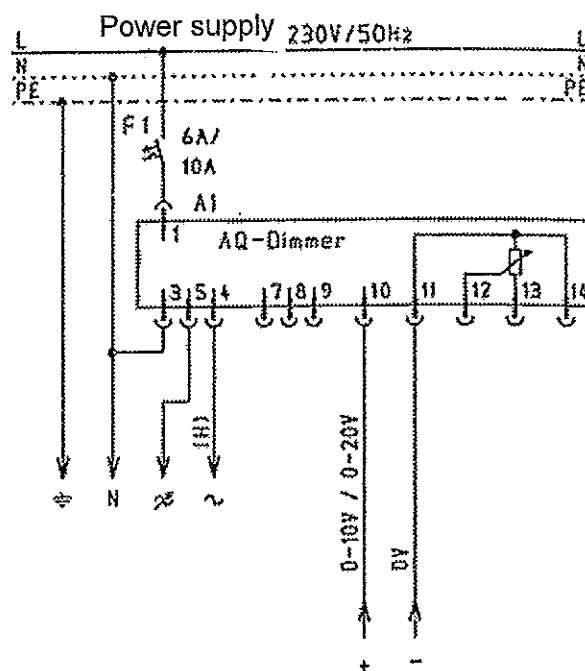 Power supply 230V/50Hz
L L
N N
PE PE
F1 6A/
10A
A1
1
AQ-Dimmer
3 5 4 7 8 9 10 11 12 13 14
(H)
0-10V / 0-20V
0V
N
+ -